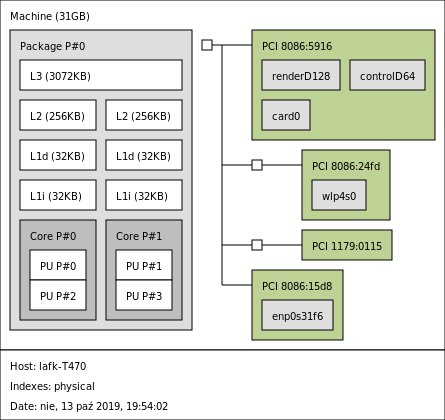 Machine (31GB)
Package P#0
L3 (3072KB)
L2 (256KB) L2 (256KB)
L1d (32KB) L1d (32KB)
L1i (32KB) L1i (32KB)
Core P#0 Core P#1
PU P#0 PU P#1
PU P#2 PU P#3
PCI 8086:5916
renderD128 controlD64
card0
PCI 8086:24fd
wlp4s0
PCI 1179:0115
PCI 8086:15d8
enp0s31f6
Host: lafk-T470
Indexes: physical
Date: nie, 13 paź 2019, 19:54:02